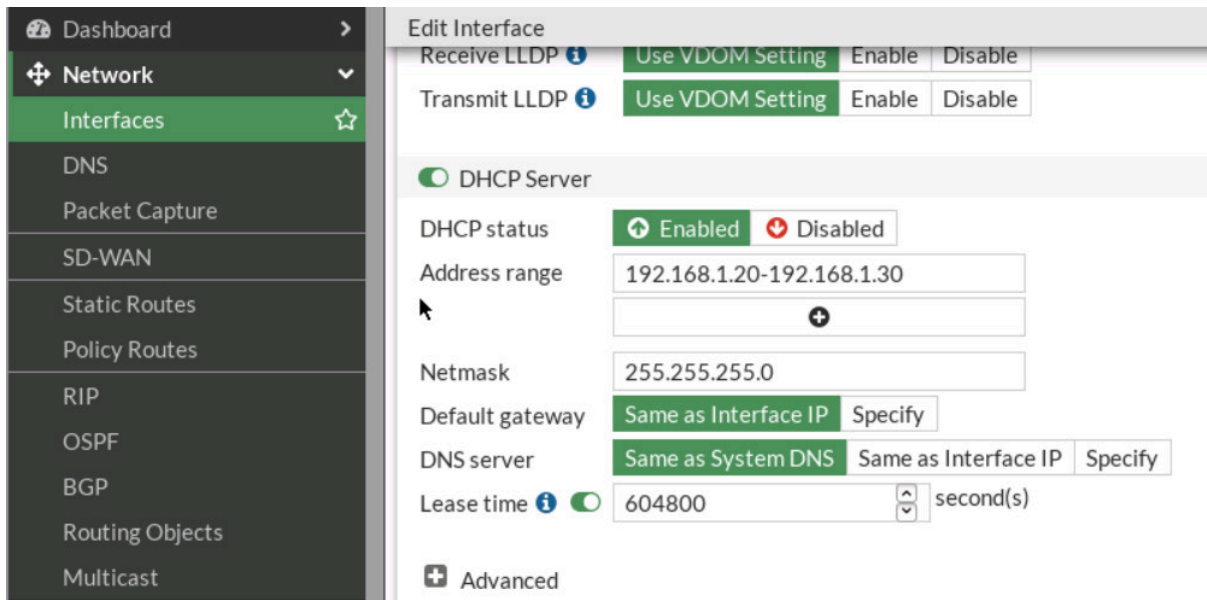 Dashboard
Network
Interfaces
DNS
Packet Capture
SD-WAN
Static Routes
Policy Routes
RIP
OSPF
BGP
Routing Objects
Multicast
Edit Interface
Receive LLDP Use VDOM Setting Enable Disable
Transmit LLDP Use VDOM Setting Enable Disable
DHCP Server
DHCP status Enabled Disabled
Address range 192.168.1.20-192.168.1.30
Netmask 255.255.255.0
Default gateway Same as Interface IP Specify
DNS server Same as System DNS Same as Interface IP Specify
Lease time 604800 second(s)
Advanced